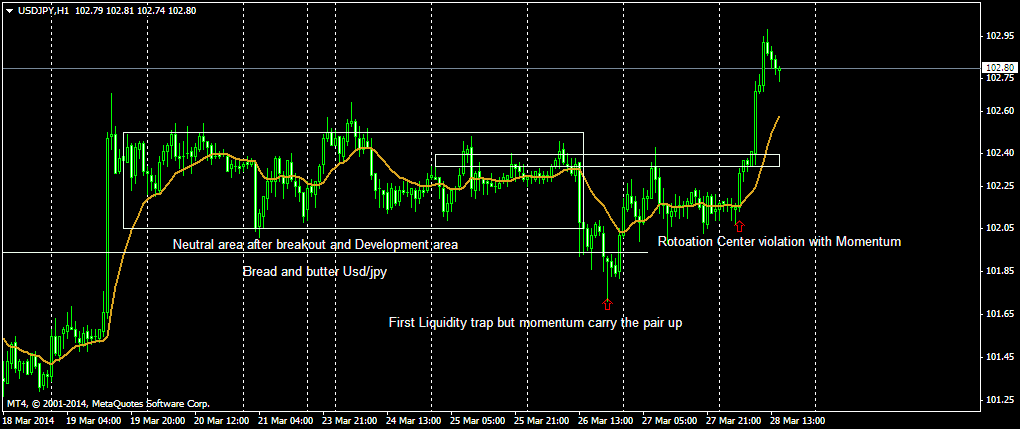 USDJPY,H1 102.79 102.81 102.74 102.80
102.95
102.80
102.75
102.60
102.40
102.25
102.05
101.85
101.65
101.45
101.25
Neutral area after breakout and Development area
Rotoation Center violation with Momentum
Bread and butter Usd/jpy
First Liquidity trap but momentum carry the pair up
MT4, © 2001-2014, MetaQuotes Software Corp.
18 Mar 2014 19 Mar 04:00 19 Mar 20:00 20 Mar 12:00 21 Mar 04:00 23 Mar 21:00 24 Mar 13:00 25 Mar 05:00 25 Mar 21:00 26 Mar 13:00 27 Mar 05:00 27 Mar 21:00 28 Mar 13:00